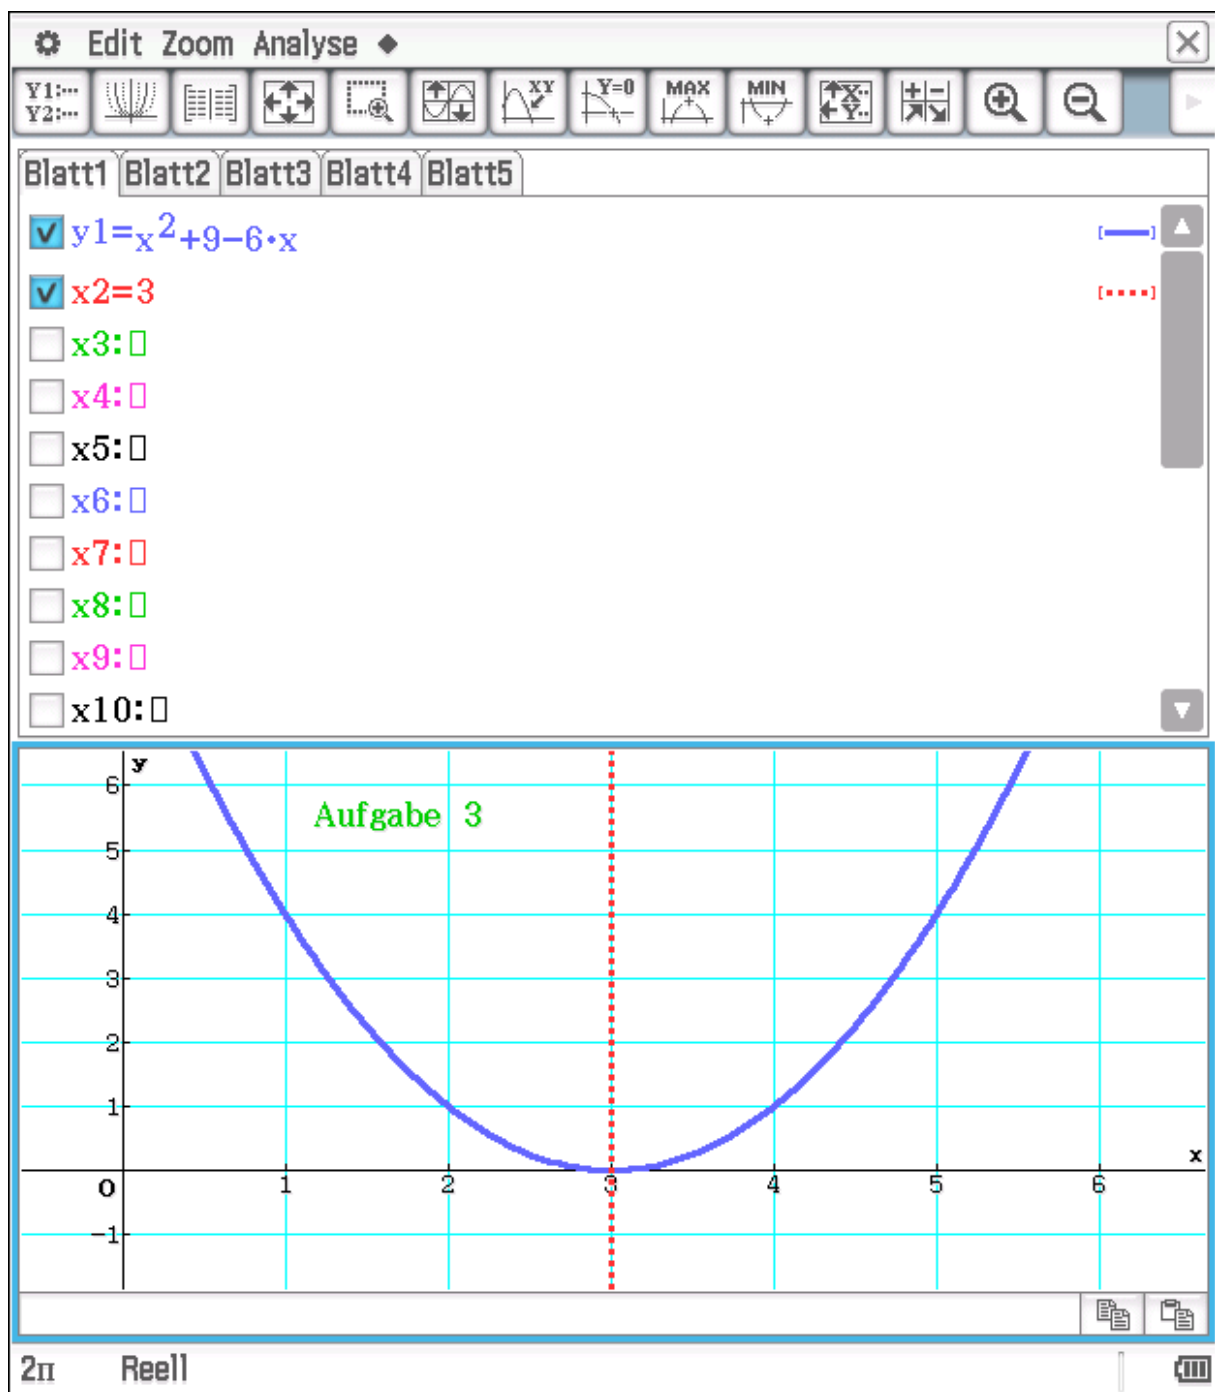 Edit Zoom Analyse
Y1:… Y2:… XY Y=0 MAX MIN X… Y…
Blatt1 Blatt2 Blatt3 Blatt4 Blatt5
y1=x²+9−6·x
x2=3
x3:
x4:
x5:
x6:
x7:
x8:
x9:
x10:
y
6
Aufgabe 3
5
4
3
2
1
x
O 1 2 3 4 5 6
−1
2π Reell